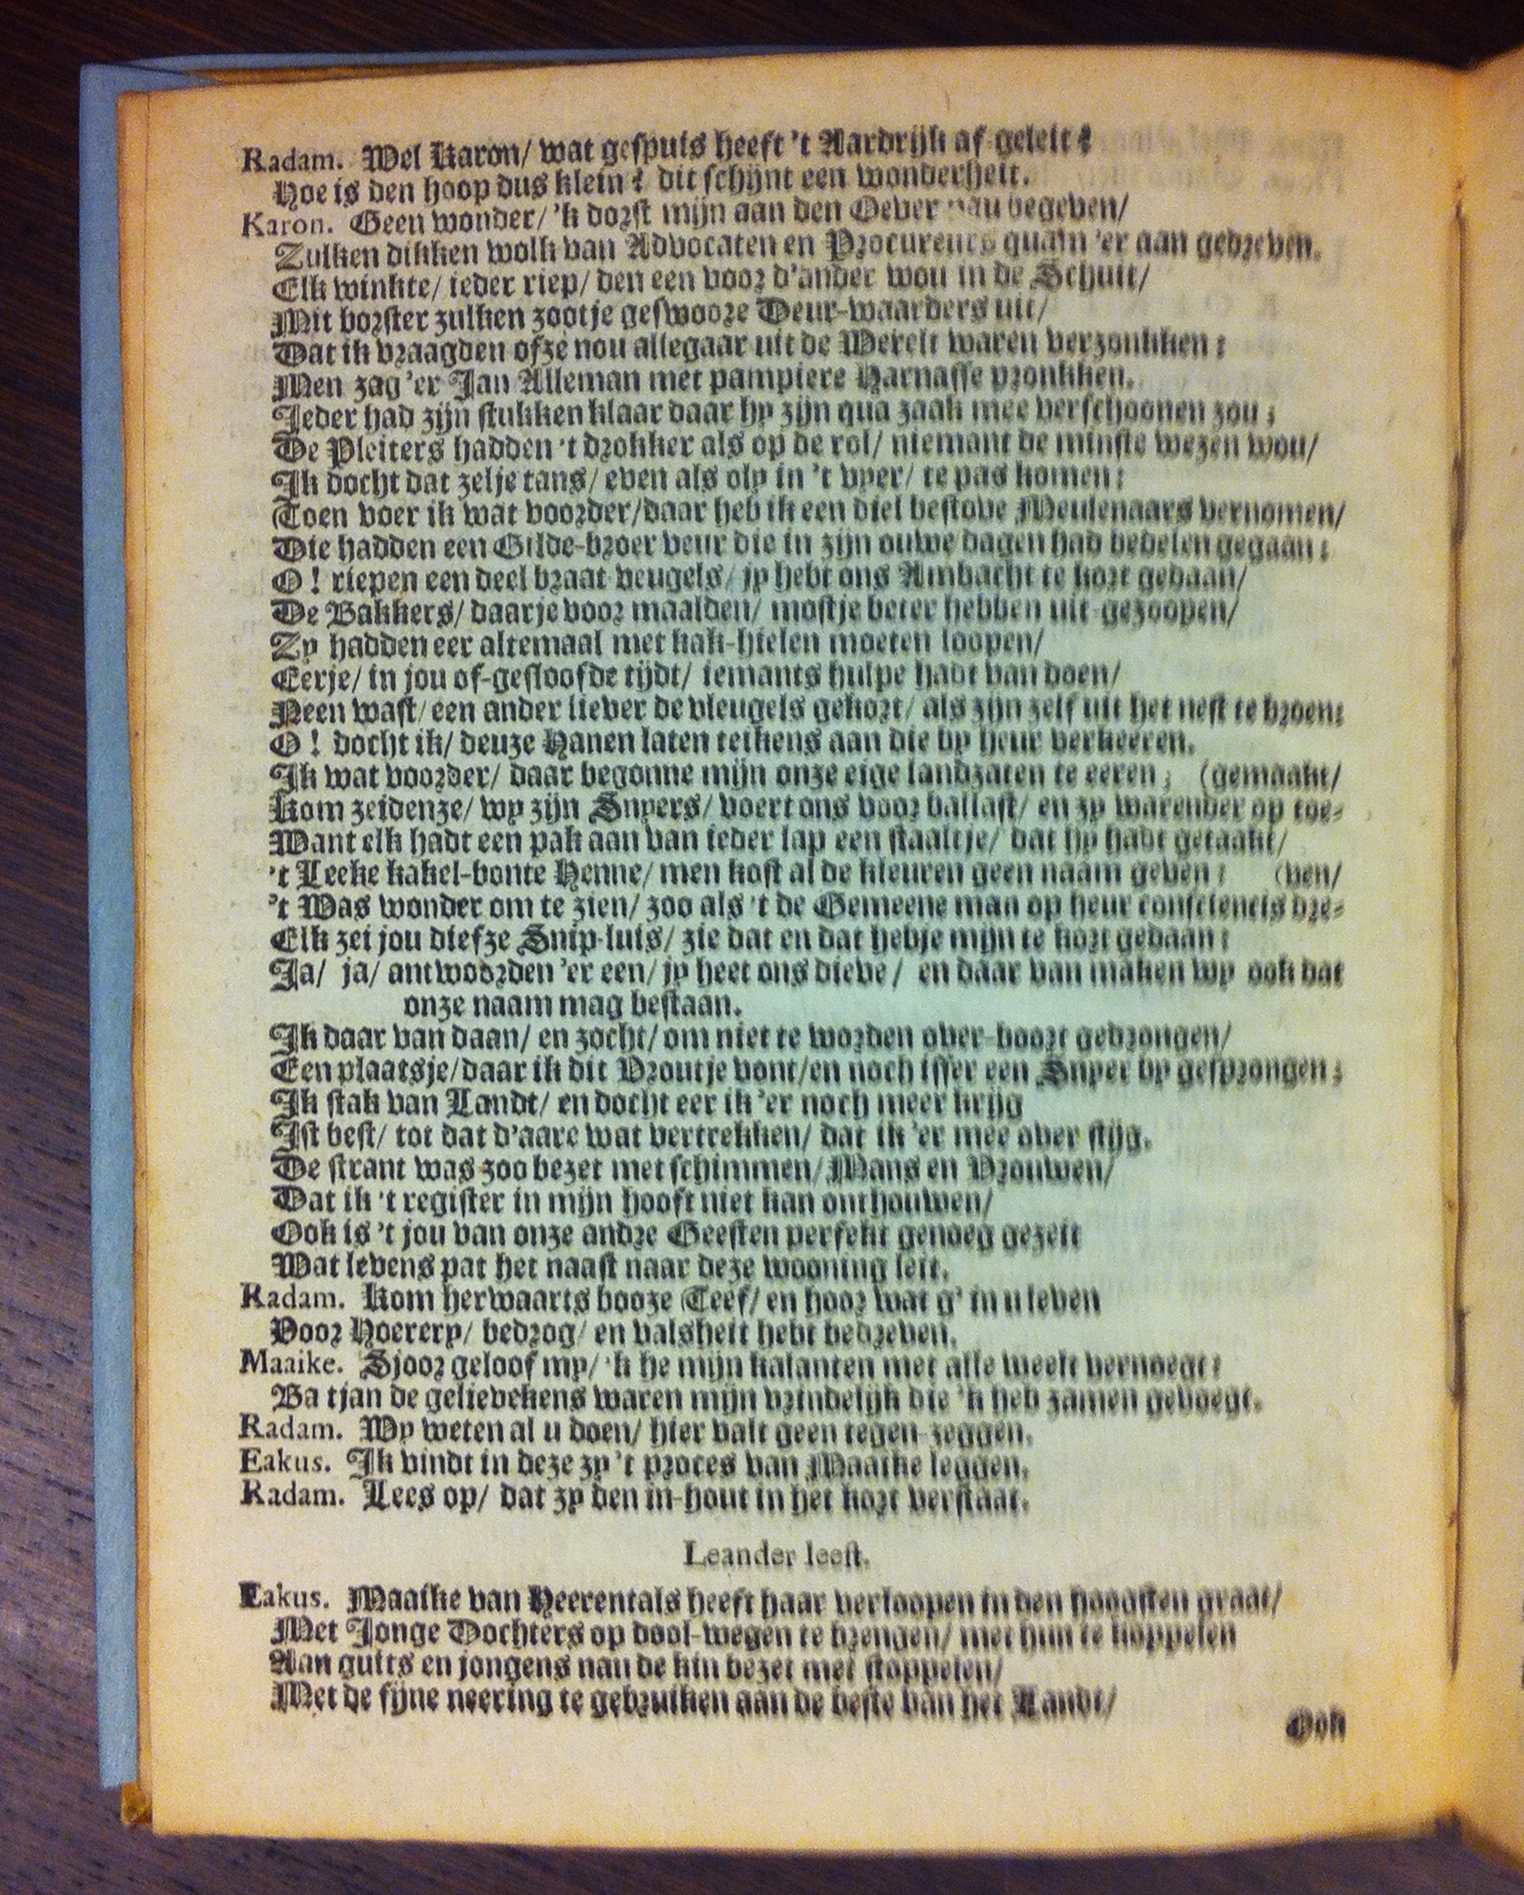 Radam. Wel Karon/ wat gespuis heeft 't Aardrijk af-geleit?
Hoe is den hoop dus klein? dit schijnt een wonderheit.
Karon. Geen wonder/ 'k dorst mijn aan den Oever nau begeven/
Zulken dikken wolk van Advocaten en Procureurs quam 'er aan gedreven.
Elk winkte/ ieder riep/ den een voor d'ander wou in de Schuit/
Mit borster zulken zootje geswoore Deur-waarders uit/
Dat ik vraagden ofze nou allegaar uit de Werelt waren verzonkken;
Men zag 'er Jan Alleman met pampiere Harnasse pronkken.
Ieder had zijn stukken klaar daar hy zijn qua zaak mee verschoonen zou;
De Pleiters hadden 't drokker als op de rol/ niemant de minste wezen wou/
Ik docht dat zelje tans/ even als oly in 't vyer/ te pas komen;
Toen voer ik wat voorder/daar heb ik een diel bestove Meulenaars vernomen/
Die hadden een Gilde-broer veur die in zijn ouwe dagen had bedelen gegaan;
O! riepen een deel braat veugels/ jy hebt ons Ambacht te kort gedaan/
De Bakkers/ daarje voor maalden/ mostje beter hebben uit-gezoopen/
Zy hadden eer altemaal met kak-hielen moeten loopen/
Eerje/ in jou of-gesloofde tijdt/ iemants hulpe hadt van doen/
Neen wast/ een ander liever de vleugels gekort/ als zijn zelf uit het nest te broen;
O! docht ik/ deuze Hanen laten teikens aan die by heur verkeeren.
Ik wat voorder/ daar begonne mijn onze eige landzaten te eeren; (gemaakt/
Kom zeidenze/ wy zijn Snyers/ voert ons voor ballast/ en zy warender op toe-
Want elk hadt een pak aan van ieder lap een staaltje/ dat hy hadt getaakt/
't Leeke kakel-bonte Henne/ men kost al de kleuren geen naam geven; (ven/
't Was wonder om te zien/ zoo als 't de Gemeene man op heur conscientis dre-
Elk zei jou diefze Snip-luis/ zie dat en dat hebje mijn te kort gedaan;
Ja/ ja/ antwoorden 'er een/ jy heet ons dieve/ en daar van maken wy ook dat
onze naam mag bestaan.
Ik daar van daan/ en zocht/ om niet te worden over-boort gedrongen/
Een plaatsje/daar ik dit Vroutje vont/en noch isser een Snyer by gesprongen;
Ik stak van Landt/ en docht eer ik 'er noch meer krijg
Ist best/ tot dat d'aare wat vertrekken/ dat ik 'er mee over stijg.
De strant was zoo bezet met schimmen/ Mans en Vrouwen/
Dat ik 't register in mijn hooft niet kan onthouwen/
Ook is 't jou van onze andre Geesten perfekt genoeg gezeit
Wat levens pat het naast naar deze wooning leit.
Radam. Kom herwaarts booze Teef/ en hoor wat g' in u leven
Door Hoerery/ bedrog/ en valsheit hebt bedreven.
Maaike. Sjoor geloof my/ 'k he mijn kalanten met alle weelt vernoegt;
Ba tjan de gelievekens waren mijn vrindelijk die 'k heb zamen gevoegt.
Radam. Wy weten al u doen/ hier valt geen tegen-zeggen.
Eakus. Ik vindt in deze zy 't proces van Maaike leggen.
Radam. Lees op/ dat zy den in-hout in het kort verstaat.
Leander leest.
Eakus. Maaike van Heerentals heeft haar verloopen in den hoogsten graat/
Met Jonge Dochters op dool-wegen te brengen/ met hun te koppelen
Aan guits en jongens nau de kin bezet met stoppelen/
Met de fijne neering te gebruiken aan de beste van het Landt/
Ook